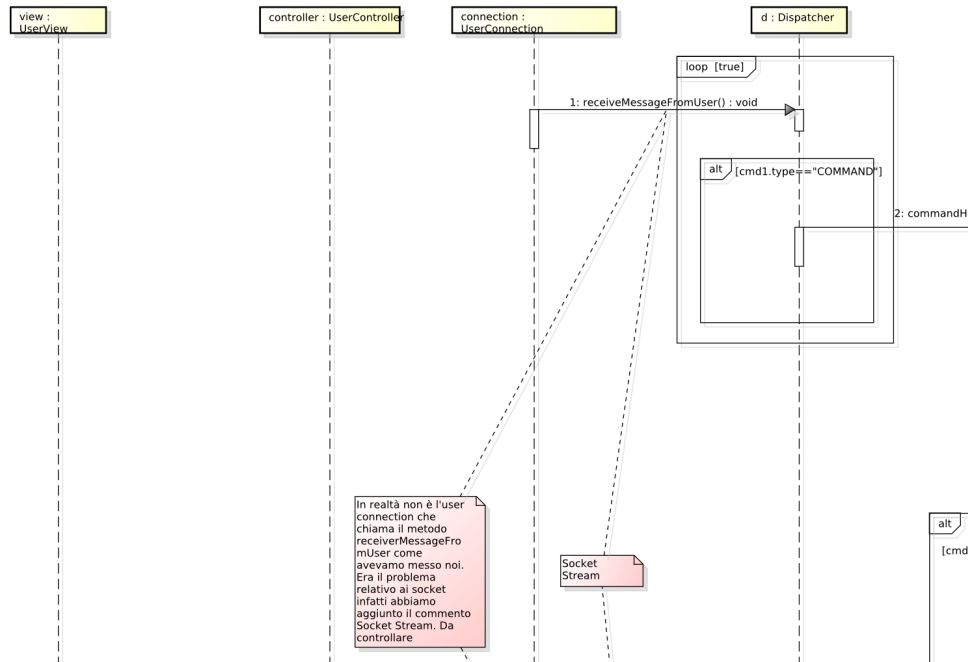 view :
UserView
controller : UserController
connection :
UserConnection
d : Dispatcher
loop [true]
1: receiveMessageFromUser() : void
alt
[cmd1.type=="COMMAND"]
2: commandH
In realtà non è l'user
connection che
chiama il metodo
receiverMessageFro
mUser come
avevamo messo noi.
Era il problema
relativo ai socket
infatti abbiamo
aggiunto il commento
Socket Stream. Da
controllare
Socket
Stream
alt
[cmd